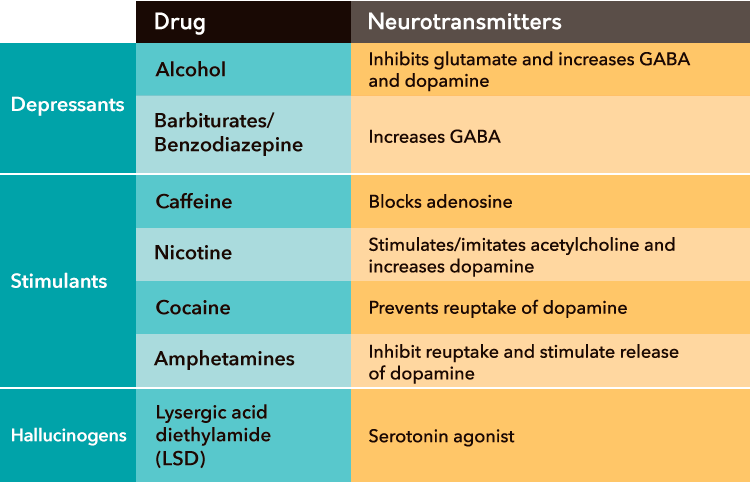 Drug
Neurotransmitters
Depressants
Alcohol
Inhibits glutamate and increases GABA
and dopamine
Barbiturates/
Benzodiazepine
Increases GABA
Stimulants
Caffeine
Blocks adenosine
Nicotine
Stimulates/imitates acetylcholine and
increases dopamine
Cocaine
Prevents reuptake of dopamine
Amphetamines
Inhibit reuptake and stimulate release
of dopamine
Hallucinogens
Lysergic acid
diethylamide
(LSD)
Serotonin agonist